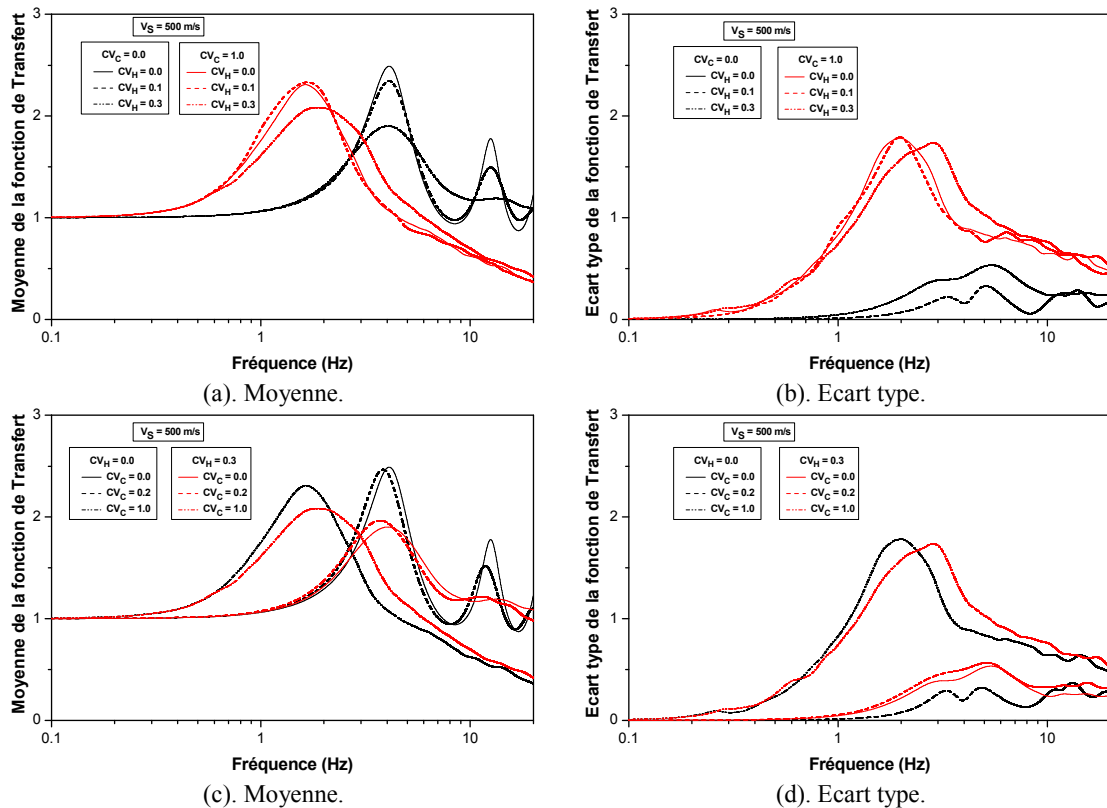 Moyenne de la fonction de Transfert
3
2
1
0
V_S = 500 m/s
CV_C = 0.0
CV_H = 0.0
CV_H = 0.1
CV_H = 0.3
CV_C = 1.0
CV_H = 0.0
CV_H = 0.1
CV_H = 0.3
0.1 1 10
Fréquence (Hz)
(a). Moyenne.
Ecart type de la fonction de Transfert
3
2
1
0
V_S = 500 m/s
CV_C = 0.0
CV_H = 0.0
CV_H = 0.1
CV_H = 0.3
CV_C = 1.0
CV_H = 0.0
CV_H = 0.1
CV_H = 0.3
0.1 1 10
Fréquence (Hz)
(b). Ecart type.
Moyenne de la fonction de Transfert
3
2
1
0
V_S = 500 m/s
CV_H = 0.0
CV_C = 0.0
CV_C = 0.2
CV_C = 1.0
CV_H = 0.3
CV_C = 0.0
CV_C = 0.2
CV_C = 1.0
0.1 1 10
Fréquence (Hz)
(c). Moyenne.
Ecart type de la fonction de Transfert
3
2
1
0
V_S = 500 m/s
CV_H = 0.0
CV_C = 0.0
CV_C = 0.2
CV_C = 1.0
CV_H = 0.3
CV_C = 0.0
CV_C = 0.2
CV_C = 1.0
0.1 1 10
Fréquence (Hz)
(d). Ecart type.